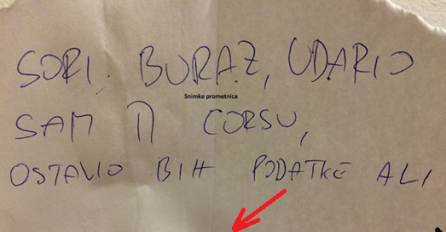 SORI, BURAZ, UDARIO
Snimke prometnica
SAM TI CORSU,
OSTAVIO BIH PODATKE ALI